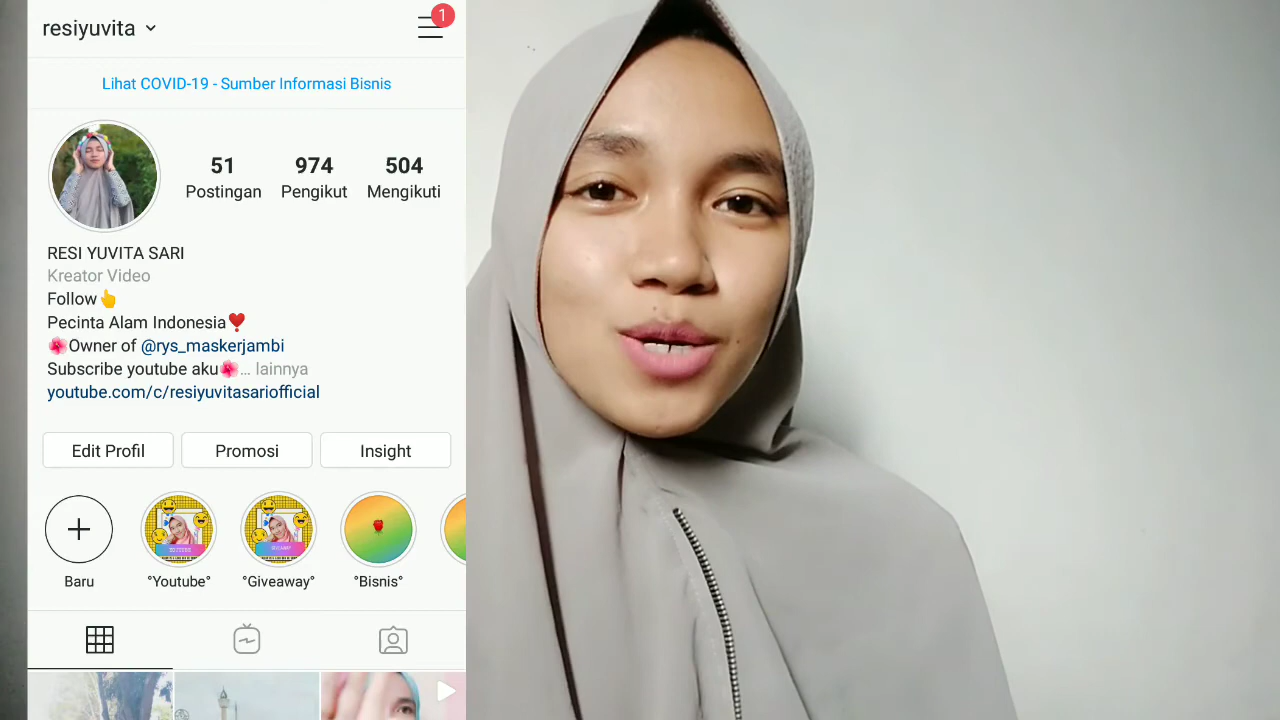 resiyuvita
1
Lihat COVID-19 - Sumber Informasi Bisnis
51 974 504
Postingan Pengikut Mengikuti
RESI YUVITA SARI
Kreator Video
Follow👆
Pecinta Alam Indonesia❣️
🌺Owner of @rys_maskerjambi
Subscribe youtube aku🌺... lainnya
youtube.com/c/resiyuvitasariofficial
Edit Profil Promosi Insight
Baru °Youtube° °Giveaway° °Bisnis°